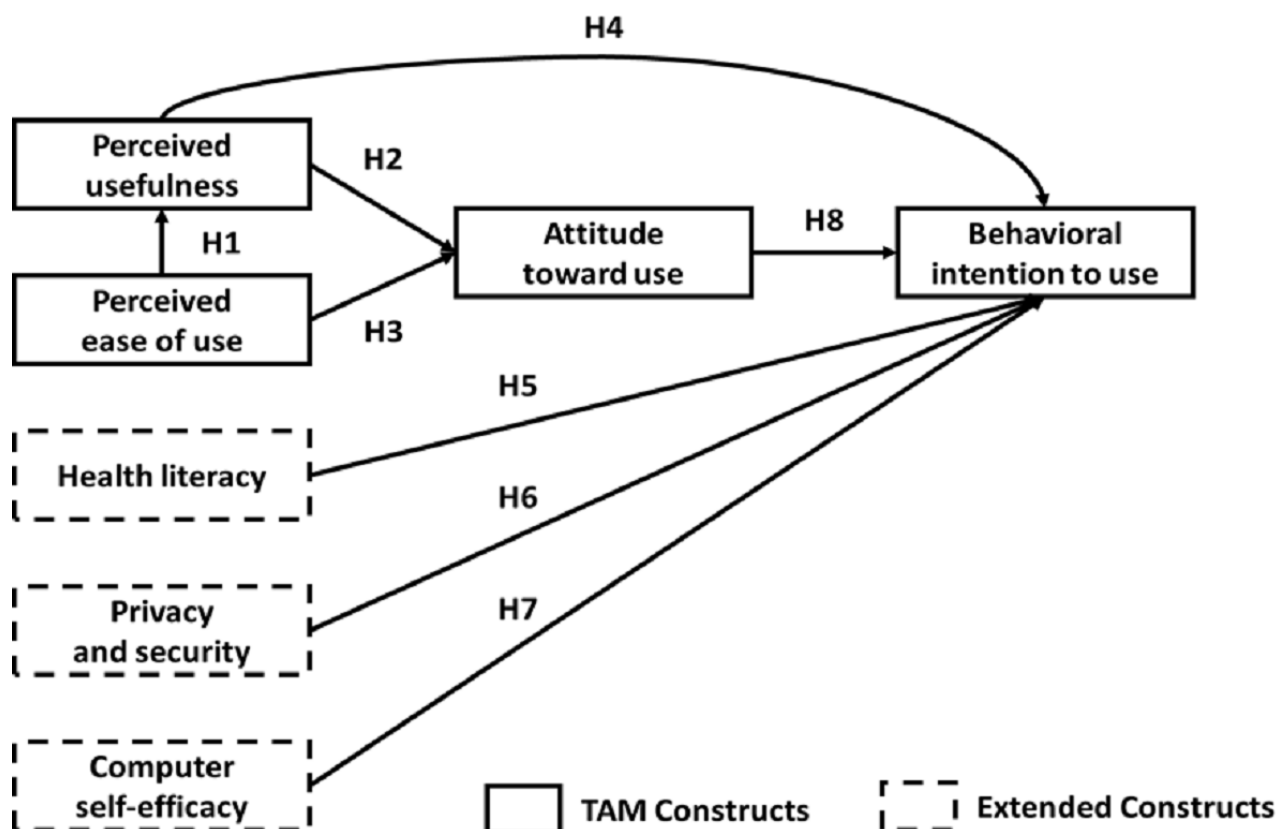 H4
Perceived
usefulness
H2
H1
Attitude
toward use
H8
Behavioral
intention to use
Perceived
ease of use
H3
H5
Health literacy
H6
Privacy
and security
H7
Computer
self-efficacy
TAM Constructs
Extended Constructs